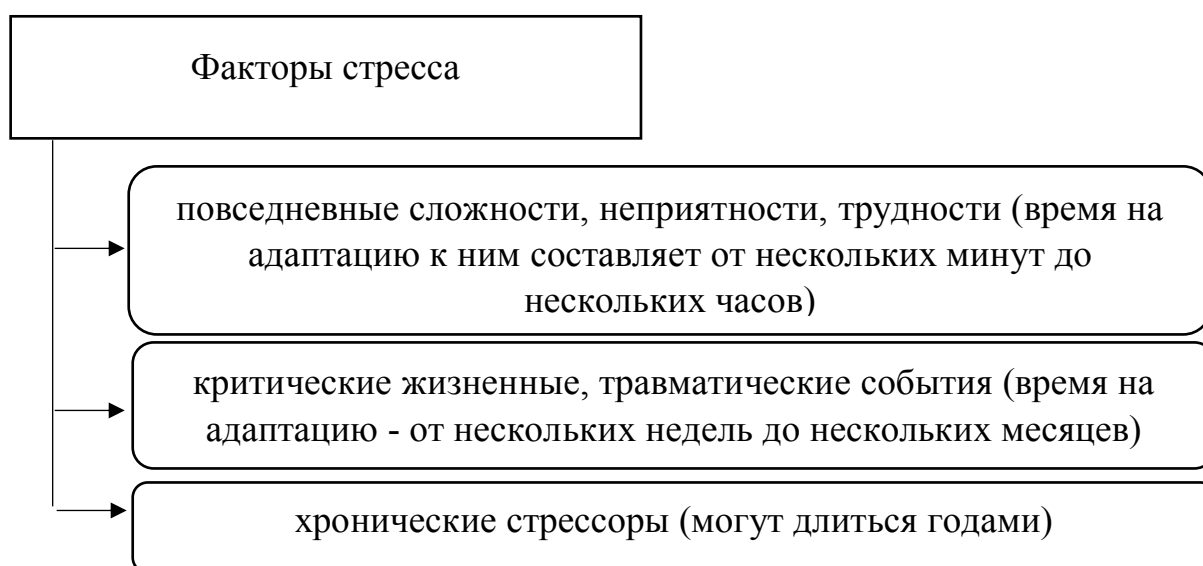 Факторы стресса
повседневные сложности, неприятности, трудности (время на
адаптацию к ним составляет от нескольких минут до
нескольких часов)
критические жизненные, травматические события (время на
адаптацию - от нескольких недель до нескольких месяцев)
хронические стрессоры (могут длиться годами)